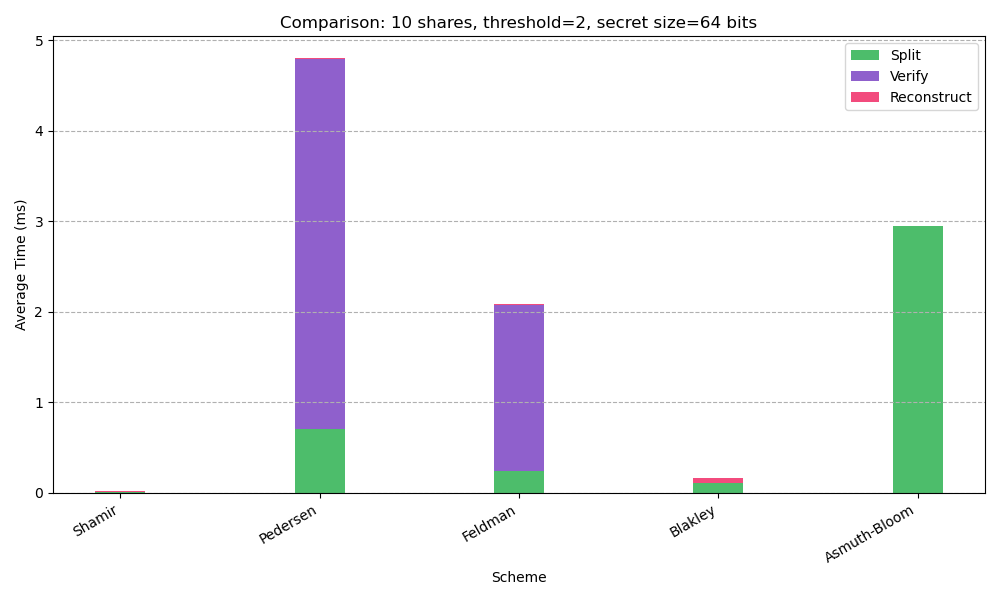 Comparison: 10 shares, threshold=2, secret size=64 bits
Split
Verify
Reconstruct
Average Time (ms)
5
4
3
2
1
0
Shamir
Pedersen
Feldman
Blakley
Asmuth-Bloom
Scheme